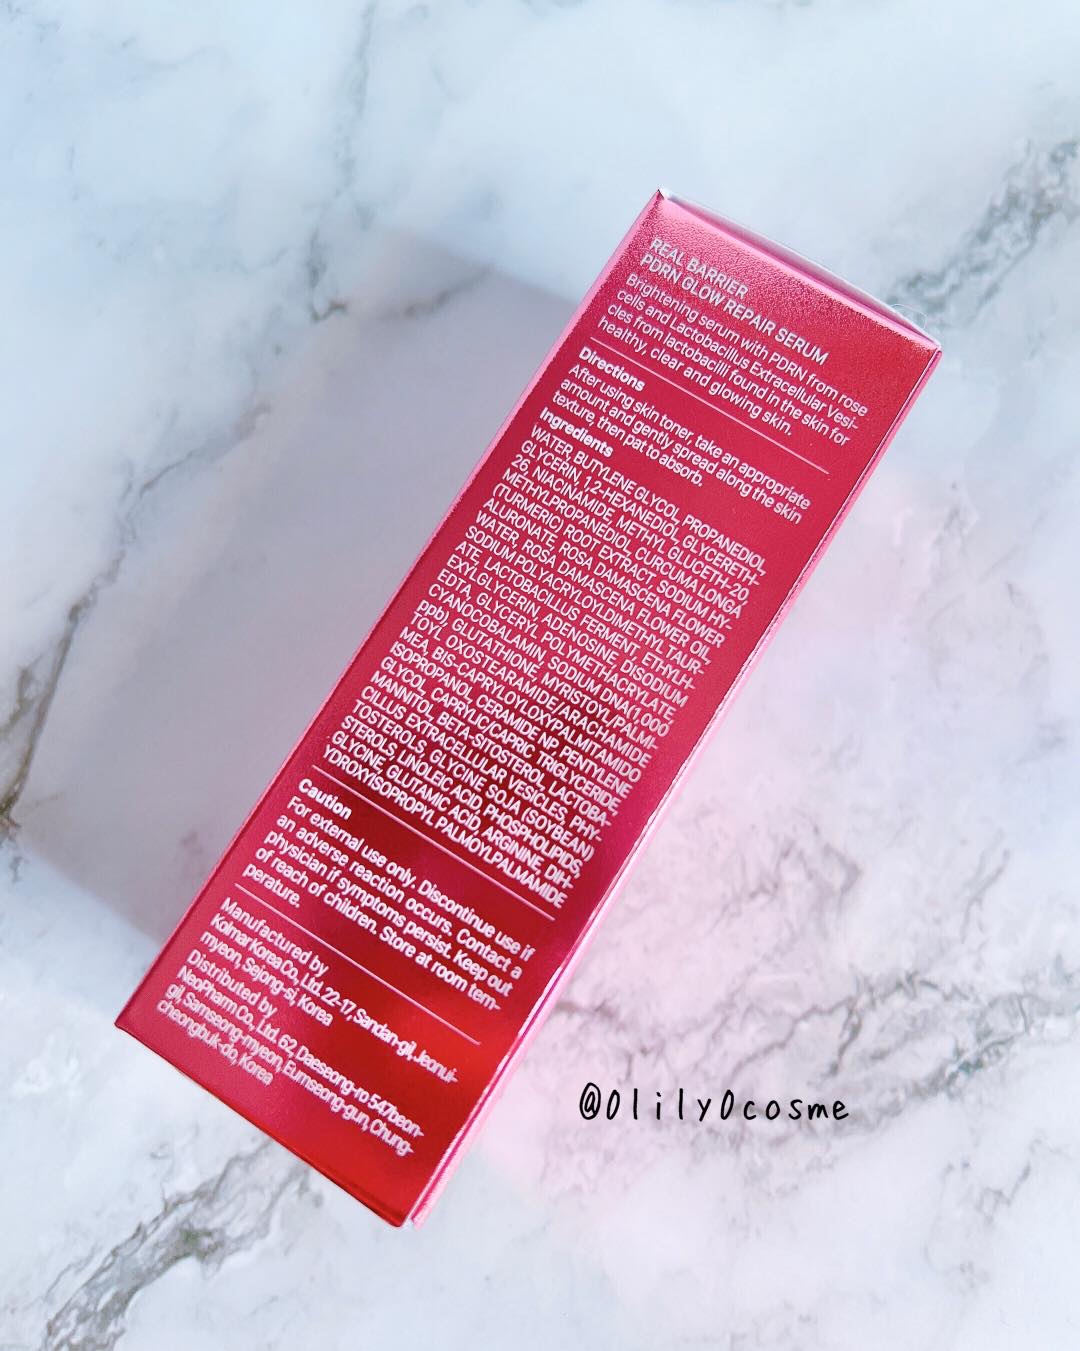 REAL BARRIER
PDRN GLOW REPAIR SERUM
Brightening serum with PDRN from rose
cells and Lactobacillus Extracellular Vesi-
cles from lactobacilli found in the skin for
healthy, clear and glowing skin.
Directions
After using skin toner, take an appropriate
amount and gently spread along the skin
texture, then pat to absorb.
Ingredients
WATER, BUTYLENE GLYCOL, PROPANEDIOL,
GLYCERIN, 1,2-HEXANEDIOL, GLYCERETH-
26, NIACINAMIDE, METHYL GLUCETH-20,
METHYLPROPANEDIOL, CURCUMA LONGA
(TURMERIC) ROOT EXTRACT, SODIUM HY-
ALURONATE, ROSA DAMASCENA FLOWER
WATER, ROSA DAMASCENA FLOWER OIL,
SODIUM POLYACRYLOYLDIMETHYL TAUR-
ATE, LACTOBACILLUS FERMENT, ETHYLH-
EXYLGLYCERIN, ADENOSINE, DISODIUM
EDTA, GLYCERYL POLYMETHACRYLATE,
CYANOCOBALAMIN, SODIUM DNA(1,000
ppb), GLUTATHIONE, MYRISTOYL/PALMI-
TOYL OXOSTEARAMIDE/ARACHAMIDE
MEA, BIS-CAPRYLOYLOXYPALMITAMIDO
ISOPROPANOL, CERAMIDE NP, PENTYLENE
GLYCOL, CAPRYLIC/CAPRIC TRIGLYCERIDE,
MANNITOL, BETA-SITOSTEROL, LACTOBA-
CILLUS EXTRACELLULAR VESICLES, PHY-
TOSTEROLS, GLYCINE SOJA (SOYBEAN)
STEROLS, LINOLEIC ACID, PHOSPHOLIPIDS,
GLYCINE, GLUTAMIC ACID, ARGININE, DIH-
YDROXYISOPROPYL PALMOYLPALMAMIDE
Caution
For external use only. Discontinue use if
an adverse reaction occurs. Contact a
physician if symptoms persist. Keep out
of reach of children. Store at room tem-
perature.
Manufactured by
Kolmar Korea Co., Ltd. 22-17, Sandan-gil, Jeonui-
myeon, Sejong-si, Korea
Distributed by
NeoPharm Co., Ltd. 62, Daeseong-ro 547beon-
gil, Samseong-myeon, Eumseong-gun, Chung-
cheongbuk-do, Korea
@0lily0cosme